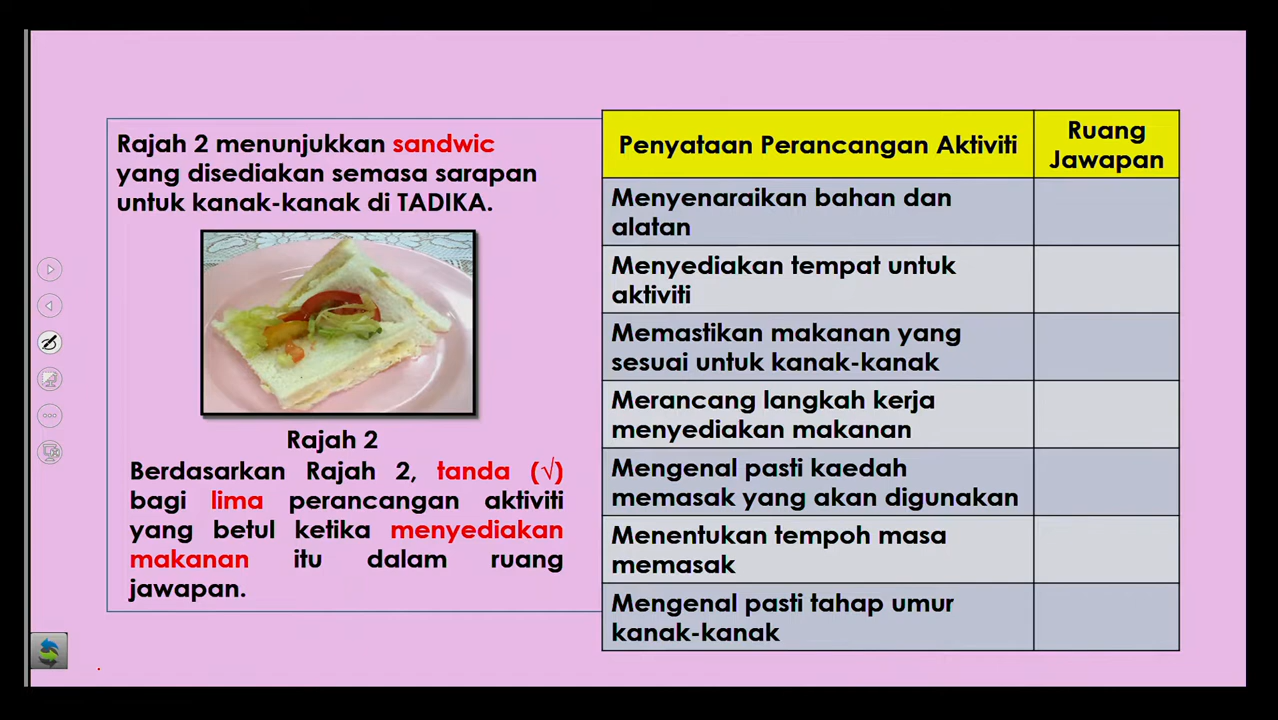 Rajah 2 menunjukkan sandwic
yang disediakan semasa sarapan
untuk kanak-kanak di TADIKA.
Rajah 2
Berdasarkan Rajah 2, tanda (√)
bagi lima perancangan aktiviti
yang betul ketika menyediakan
makanan itu dalam ruang
jawapan.
Penyataan Perancangan Aktiviti
Ruang
Jawapan
Menyenaraikan bahan dan
alatan
Menyediakan tempat untuk
aktiviti
Memastikan makanan yang
sesuai untuk kanak-kanak
Merancang langkah kerja
menyediakan makanan
Mengenal pasti kaedah
memasak yang akan digunakan
Menentukan tempoh masa
memasak
Mengenal pasti tahap umur
kanak-kanak